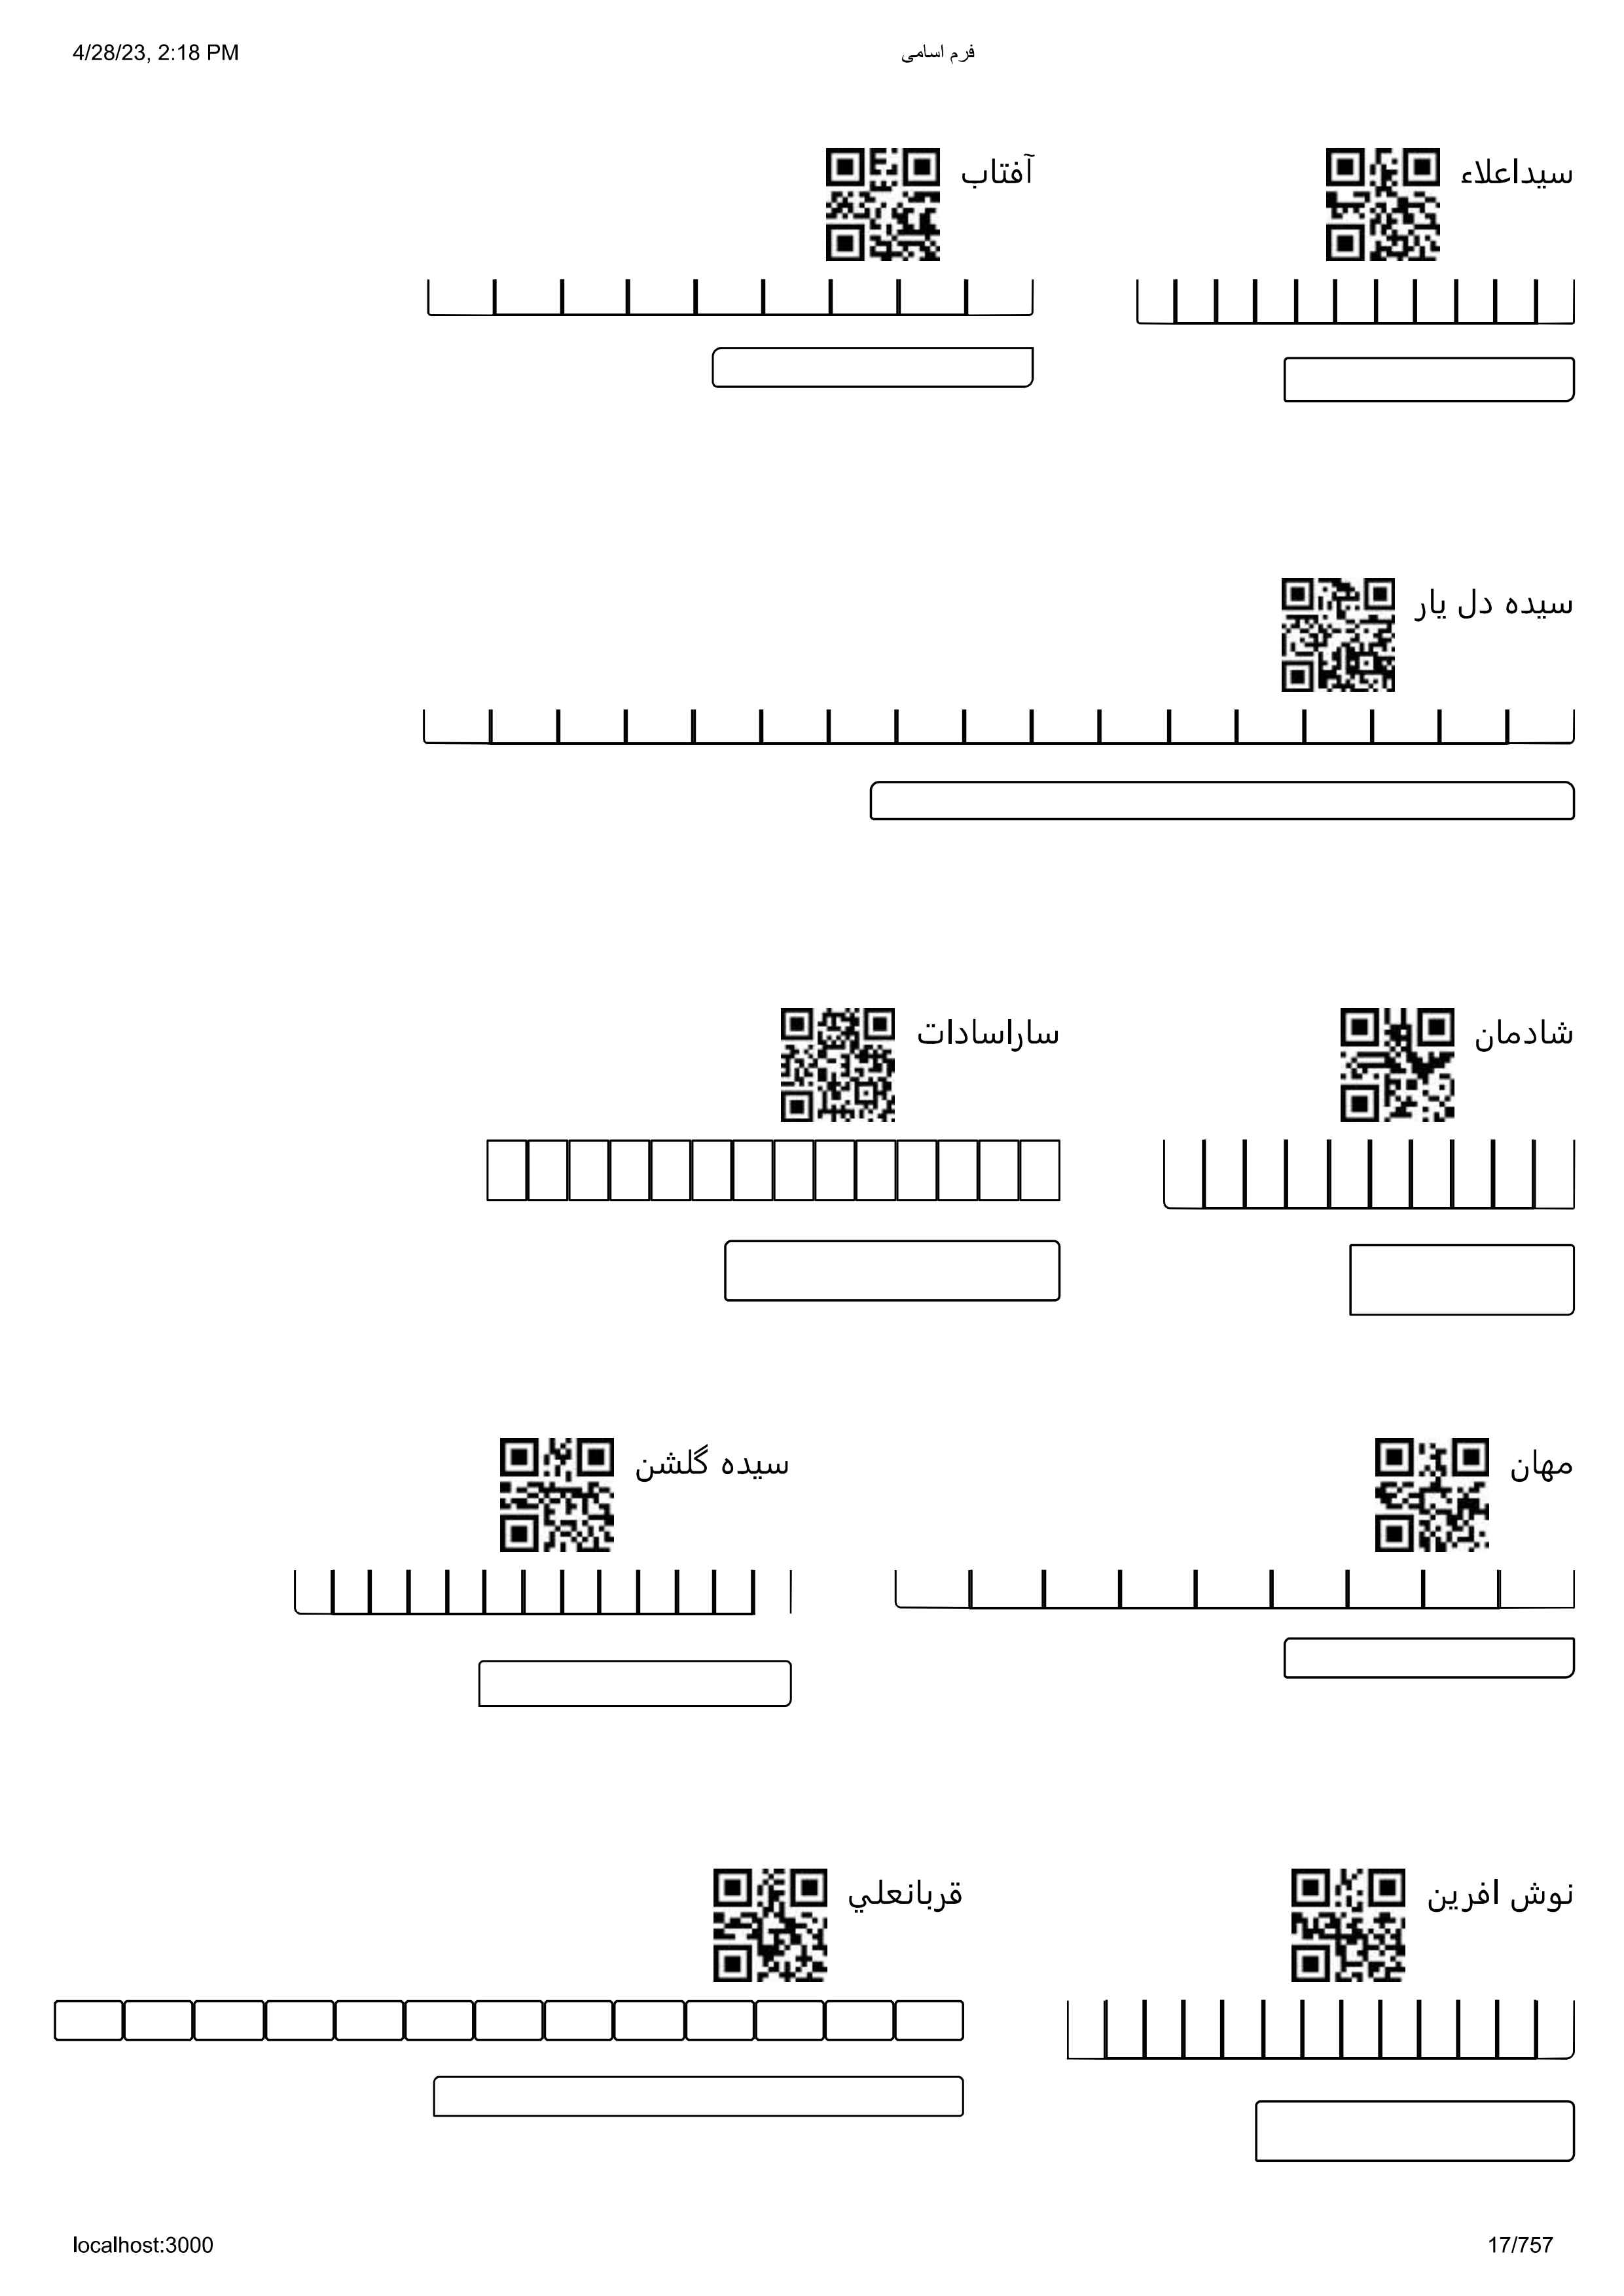 4/28/23, 2:18 PM
فرم اسامی
سیداعلاء
آفتاب
سیده دل یار
شادمان
ساراسادات
مهان
سیده گلشن
نوش افرین
قربانعلي
localhost:3000
17/757